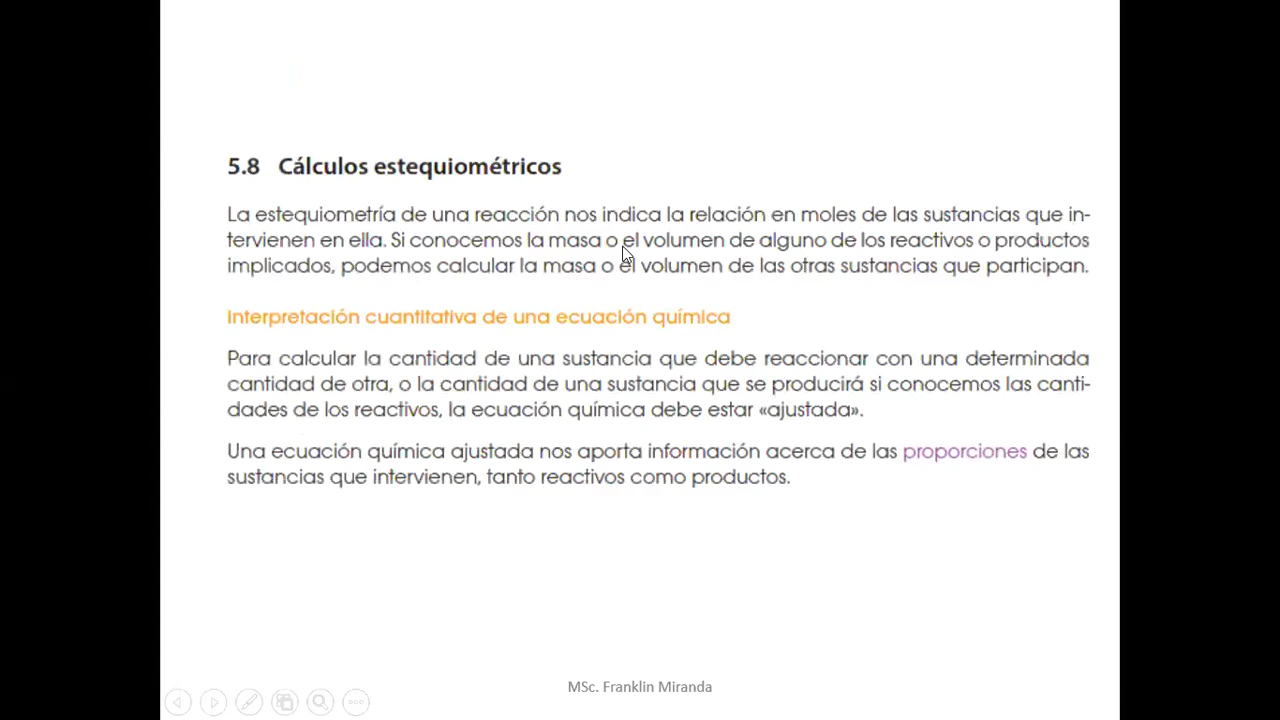 5.8 Cálculos estequiométricos
La estequiometría de una reacción nos indica la relación en moles de las sustancias que in-
tervienen en ella. Si conocemos la masa o el volumen de alguno de los reactivos o productos
implicados, podemos calcular la masa o el volumen de las otras sustancias que participan.
Interpretación cuantitativa de una ecuación química
Para calcular la cantidad de una sustancia que debe reaccionar con una determinada
cantidad de otra, o la cantidad de una sustancia que se producirá si conocemos las canti-
dades de los reactivos, la ecuación química debe estar «ajustada».
Una ecuación química ajustada nos aporta información acerca de las proporciones de las
sustancias que intervienen, tanto reactivos como productos.
MSc. Franklin Miranda